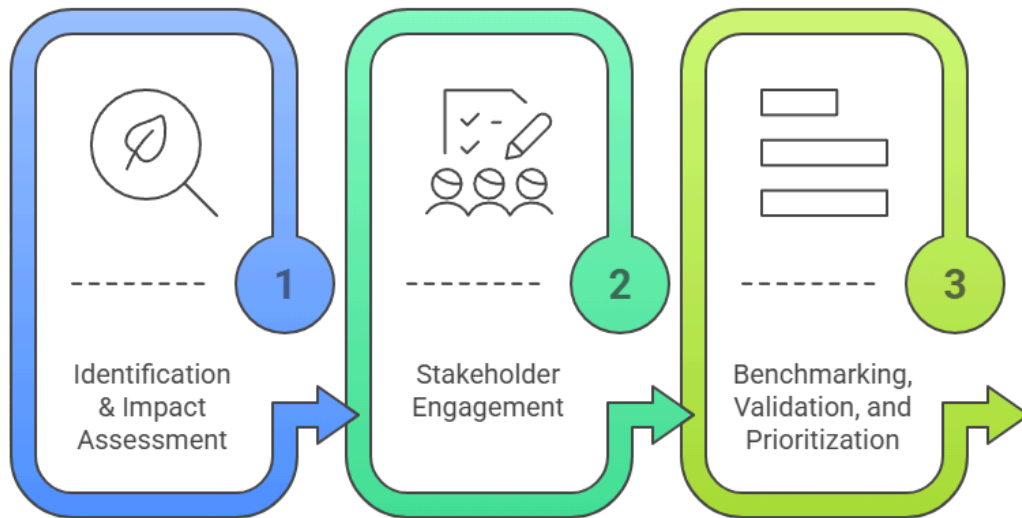 1
Identification
& Impact
Assessment
2
Stakeholder
Engagement
3
Benchmarking,
Validation, and
Prioritization